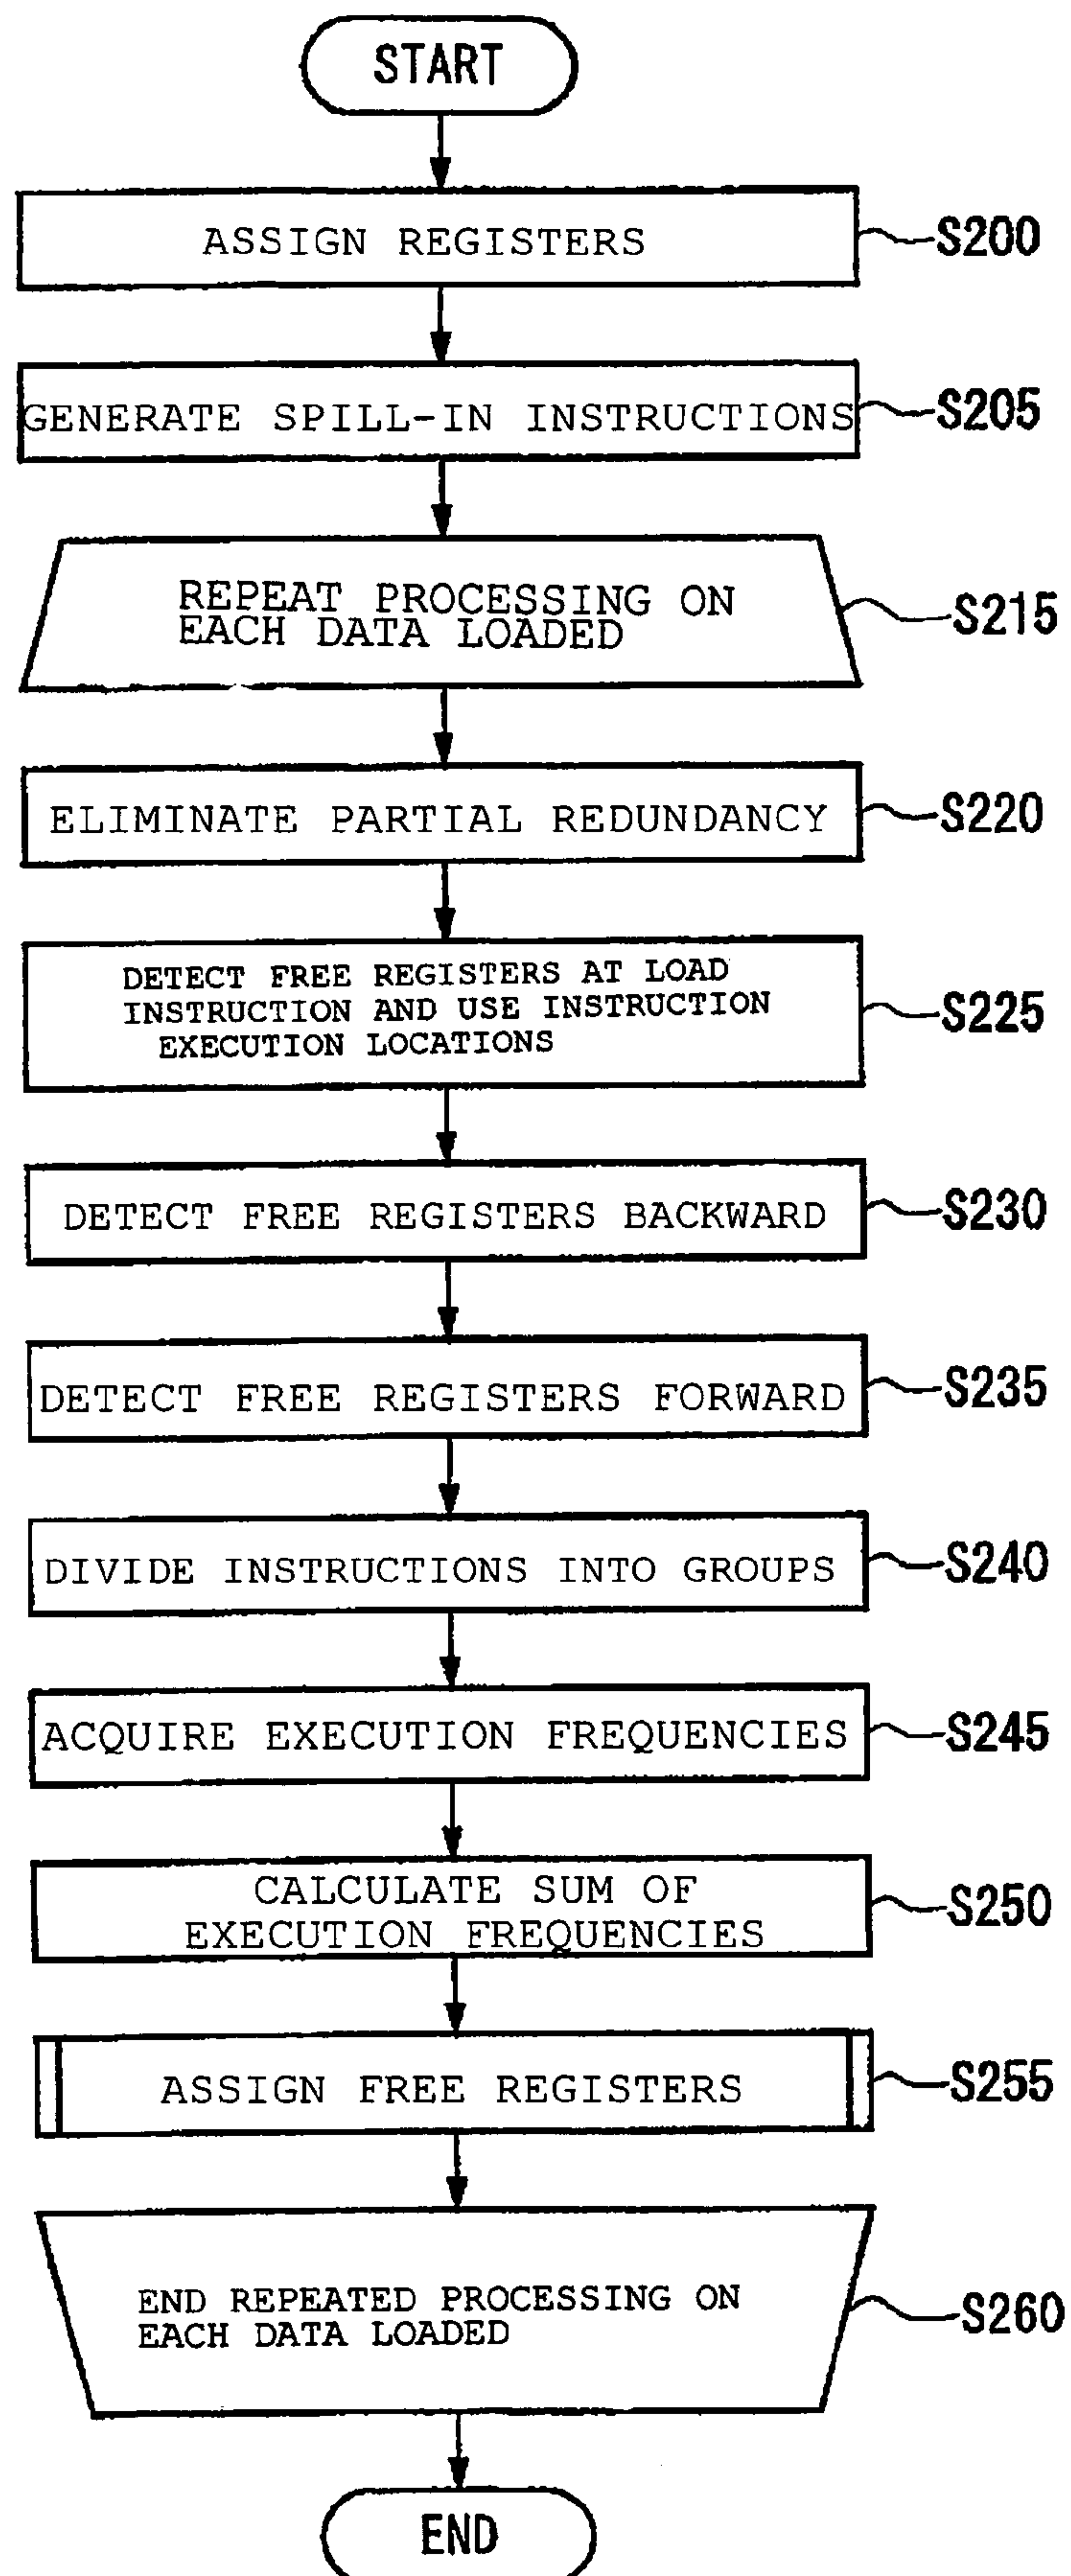 START
ASSIGN REGISTERS
S200
GENERATE SPILL-IN INSTRUCTIONS
S205
REPEAT PROCESSING ON
EACH DATA LOADED
S215
ELIMINATE PARTIAL REDUNDANCY
S220
DETECT FREE REGISTERS AT LOAD
INSTRUCTION AND USE INSTRUCTION
EXECUTION LOCATIONS
S225
DETECT FREE REGISTERS BACKWARD
S230
DETECT FREE REGISTERS FORWARD
S235
DIVIDE INSTRUCTIONS INTO GROUPS
S240
ACQUIRE EXECUTION FREQUENCIES
S245
CALCULATE SUM OF
EXECUTION FREQUENCIES
S250
ASSIGN FREE REGISTERS
S255
END REPEATED PROCESSING ON
EACH DATA LOADED
S260
END